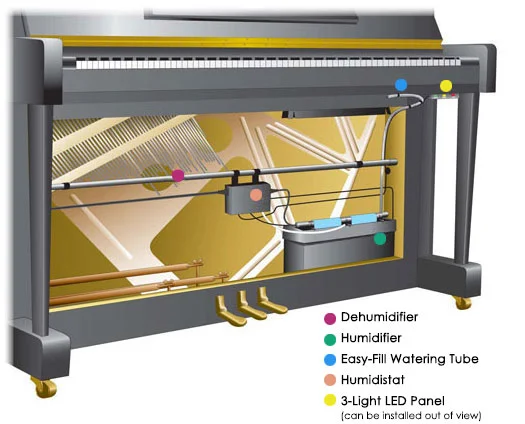 Dehumidifier
Humidifier
Easy-Fill Watering Tube
Humidistat
3-Light LED Panel
(can be installed out of view)